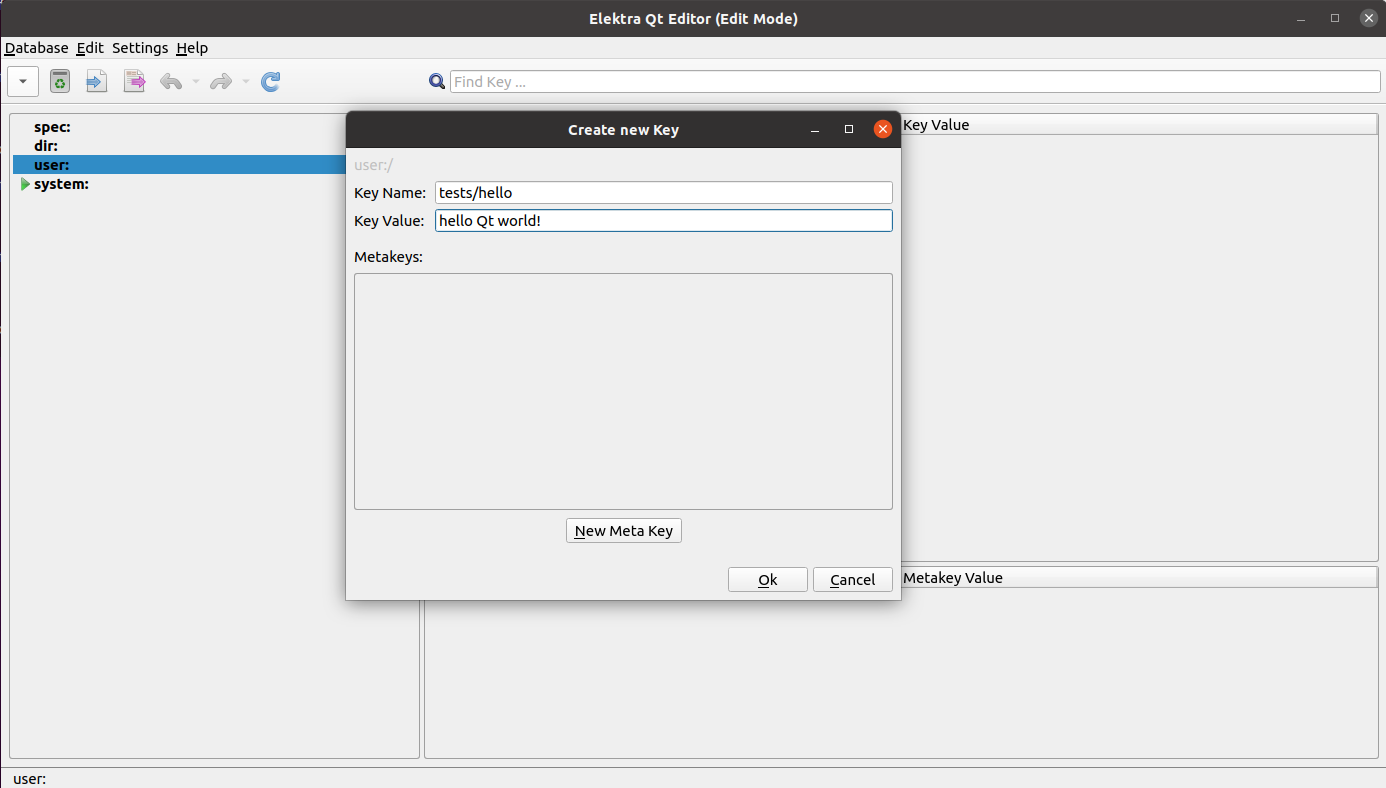 Elektra Qt Editor (Edit Mode)
Database Edit Settings Help
Find Key ...
spec:
dir:
user:
system:
Key Value
Create new Key
user:/
Key Name: tests/hello
Key Value: hello Qt world!
Metakeys:
New Meta Key
Ok Cancel
Metakey Value
user: